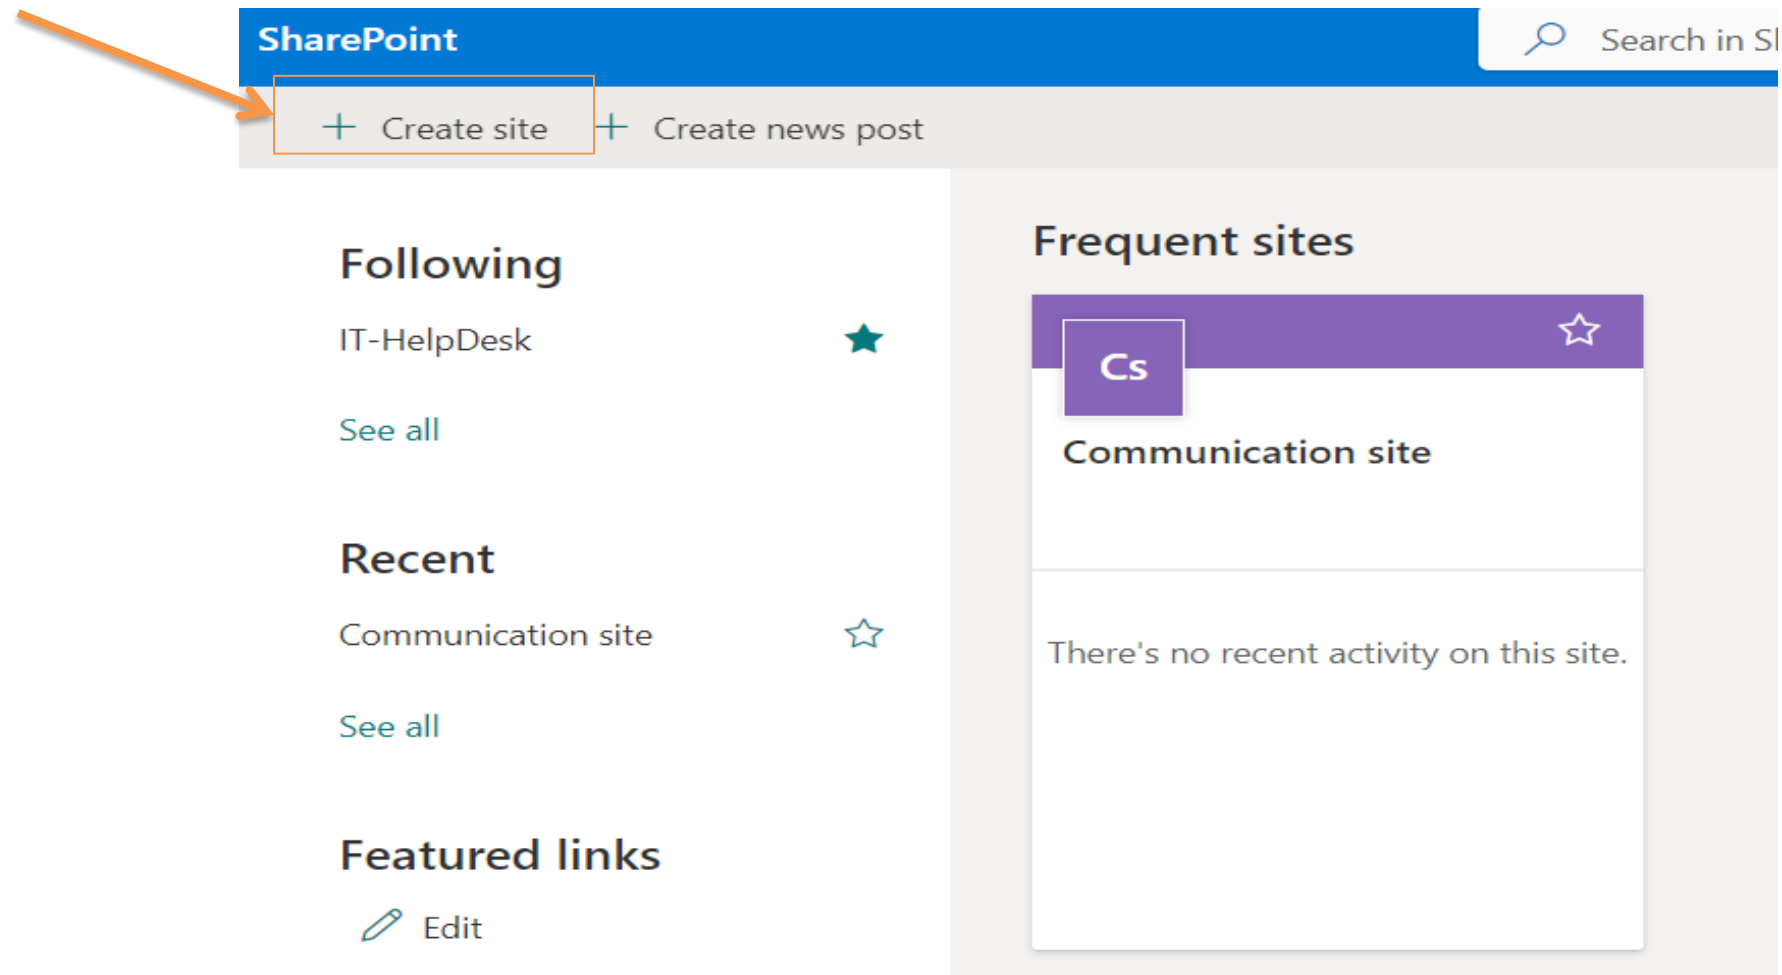 SharePoint
Search in Sh
+ Create site + Create news post
Following
IT-HelpDesk
See all
Recent
Communication site
See all
Featured links
Edit
Frequent sites
Cs
Communication site
There's no recent activity on this site.